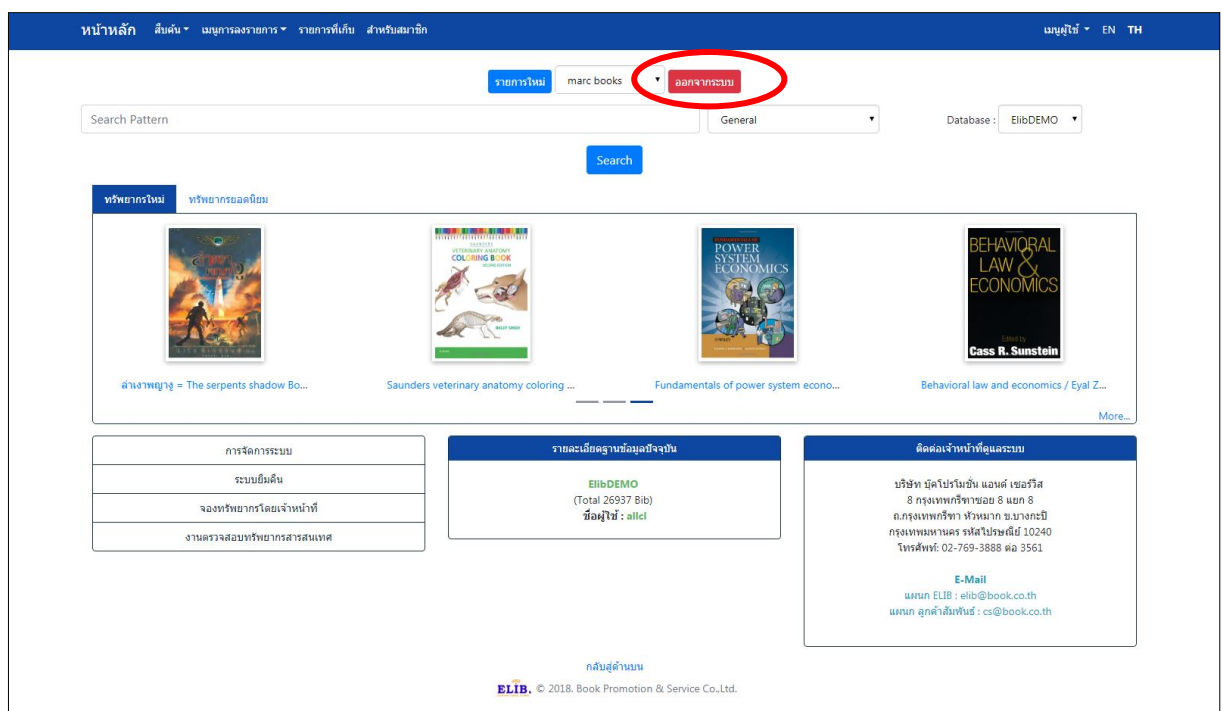 หน้าหลัก สืบค้น เมนูการลงรายการ รายการที่เก็บ สำหรับสมาชิก เมนูผู้ใช้ EN TH
รายการใหม่ marc books ออกจากระบบ
Search Pattern General Database : ElibDEMO
Search
ทรัพยากรใหม่ ทรัพยากรยอดนิยม
SAUNDERS
VETERINARY ANATOMY
COLORING BOOK
SECOND EDITION
BALJIT SINGH
FUNDAMENTALS OF
POWER
SYSTEM
ECONOMICS
BEHAVIORAL
LAW &
ECONOMICS
Edited by
Cass R. Sunstein
ล่าเงาพญางู = The serpents shadow Bo... Saunders veterinary anatomy coloring ... Fundamentals of power system econo... Behavioral law and economics / Eyal Z...
More...
การจัดการระบบ
ระบบยืมคืน
จองทรัพยากรโดยเจ้าหน้าที่
งานตรวจสอบทรัพยากรสารสนเทศ
รายละเอียดฐานข้อมูลปัจจุบัน
ElibDEMO
(Total 26937 Bib)
ชื่อผู้ใช้ : allcl
ติดต่อเจ้าหน้าที่ดูแลระบบ
บริษัท บุ๊คโปรโมชั่น แอนด์ เซอร์วิส
8 กรุงเทพกรีฑาซอย 8 แยก 8
ถ.กรุงเทพกรีฑา หัวหมาก ข.บางกะปิ
กรุงเทพมหานคร รหัสไปรษณีย์ 10240
โทรศัพท์: 02-769-3888 ต่อ 3561
E-Mail
แผนก ELIB : elib@book.co.th
แผนก ลูกค้าสัมพันธ์ : cs@book.co.th
กลับสู่ด้านบน
ELIB. © 2018. Book Promotion & Service Co.,Ltd.